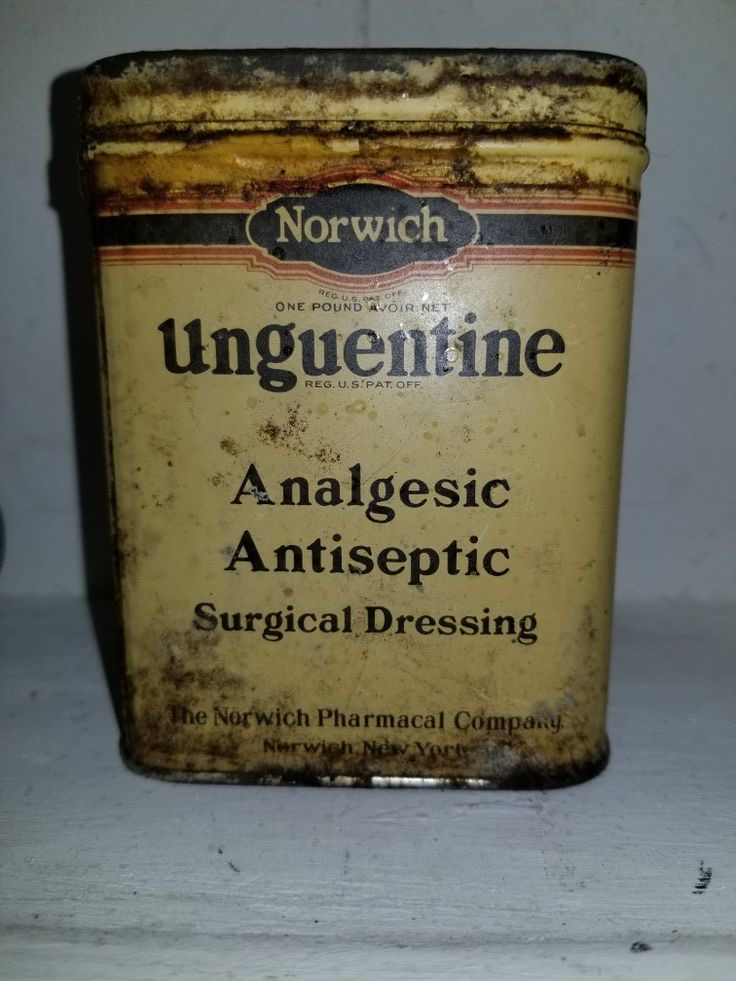 Norwich
REG. U.S. PAT. OFF.
ONE POUND AVOIR. NET
Unguentine
REG. U.S. PAT. OFF.
Analgesic
Antiseptic
Surgical Dressing
The Norwich Pharmacal Company
Norwich, New York